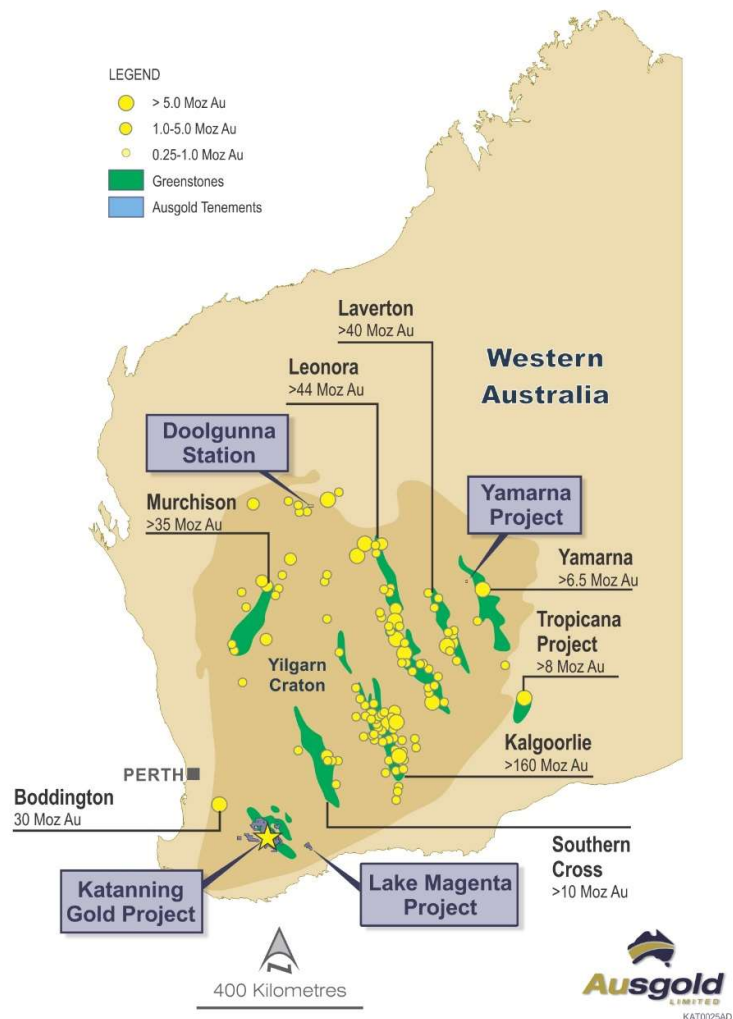 LEGEND
> 5.0 Moz Au
1.0-5.0 Moz Au
0.25-1.0 Moz Au
Greenstones
Ausgold Tenements
Laverton
>40 Moz Au
Western
Australia
Leonora
>44 Moz Au
Doolgunna
Station
Yamarna
Project
Murchison
>35 Moz Au
Yamarna
>6.5 Moz Au
Tropicana
Project
>8 Moz Au
Yilgarn
Craton
Kalgoorlie
>160 Moz Au
PERTH
Boddington
30 Moz Au
Southern
Cross
>10 Moz Au
Katanning
Gold Project
Lake Magenta
Project
N
400 Kilometres
Ausgold
LIMITED
KAT0025AD